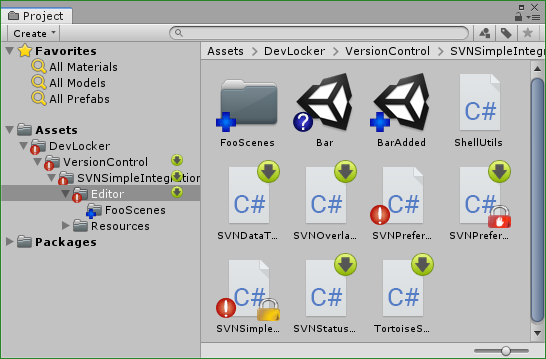 Project
Create
Favorites
All Materials
All Models
All Prefabs
Assets
DevLocker
VersionControl
SVNSimpleIntegration
Editor
FooScenes
Resources
Packages
Assets DevLocker VersionControl SVNSimpleInteg
FooScenes Bar BarAdded ShellUtils
C#
C# C# C# C#
SVNDataT... SVNOverla... SVNPrefer... SVNPrefer...
C# C# C#
SVNSimple... SVNStatus... TortoiseS...